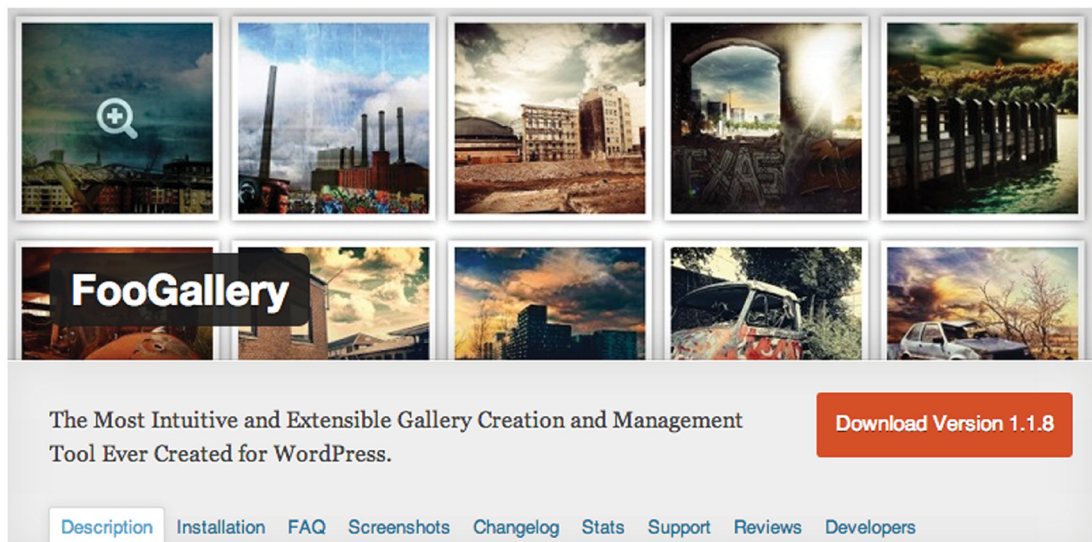 EXAS
FooGallery
The Most Intuitive and Extensible Gallery Creation and Management
Tool Ever Created for WordPress.
Download Version 1.1.8
Description Installation FAQ Screenshots Changelog Stats Support Reviews Developers